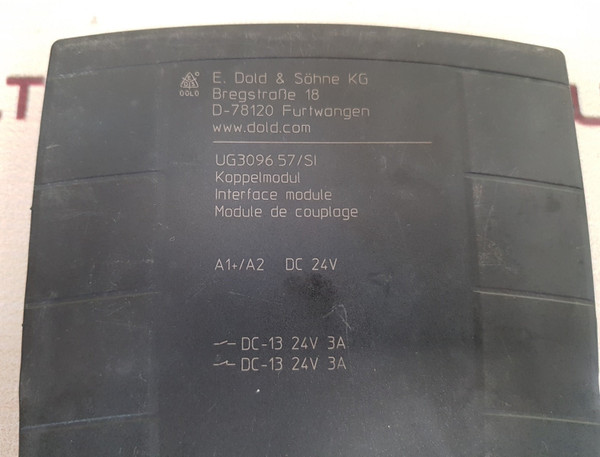 DOLD
E. Dold & Söhne KG
Bregstraße 18
D-78120 Furtwangen
www.dold.com
UG3096.57/SI
Koppelmodul
Interface module
Module de couplage
A1+/A2 DC 24V
DC-13 24V 3A
DC-13 24V 3A